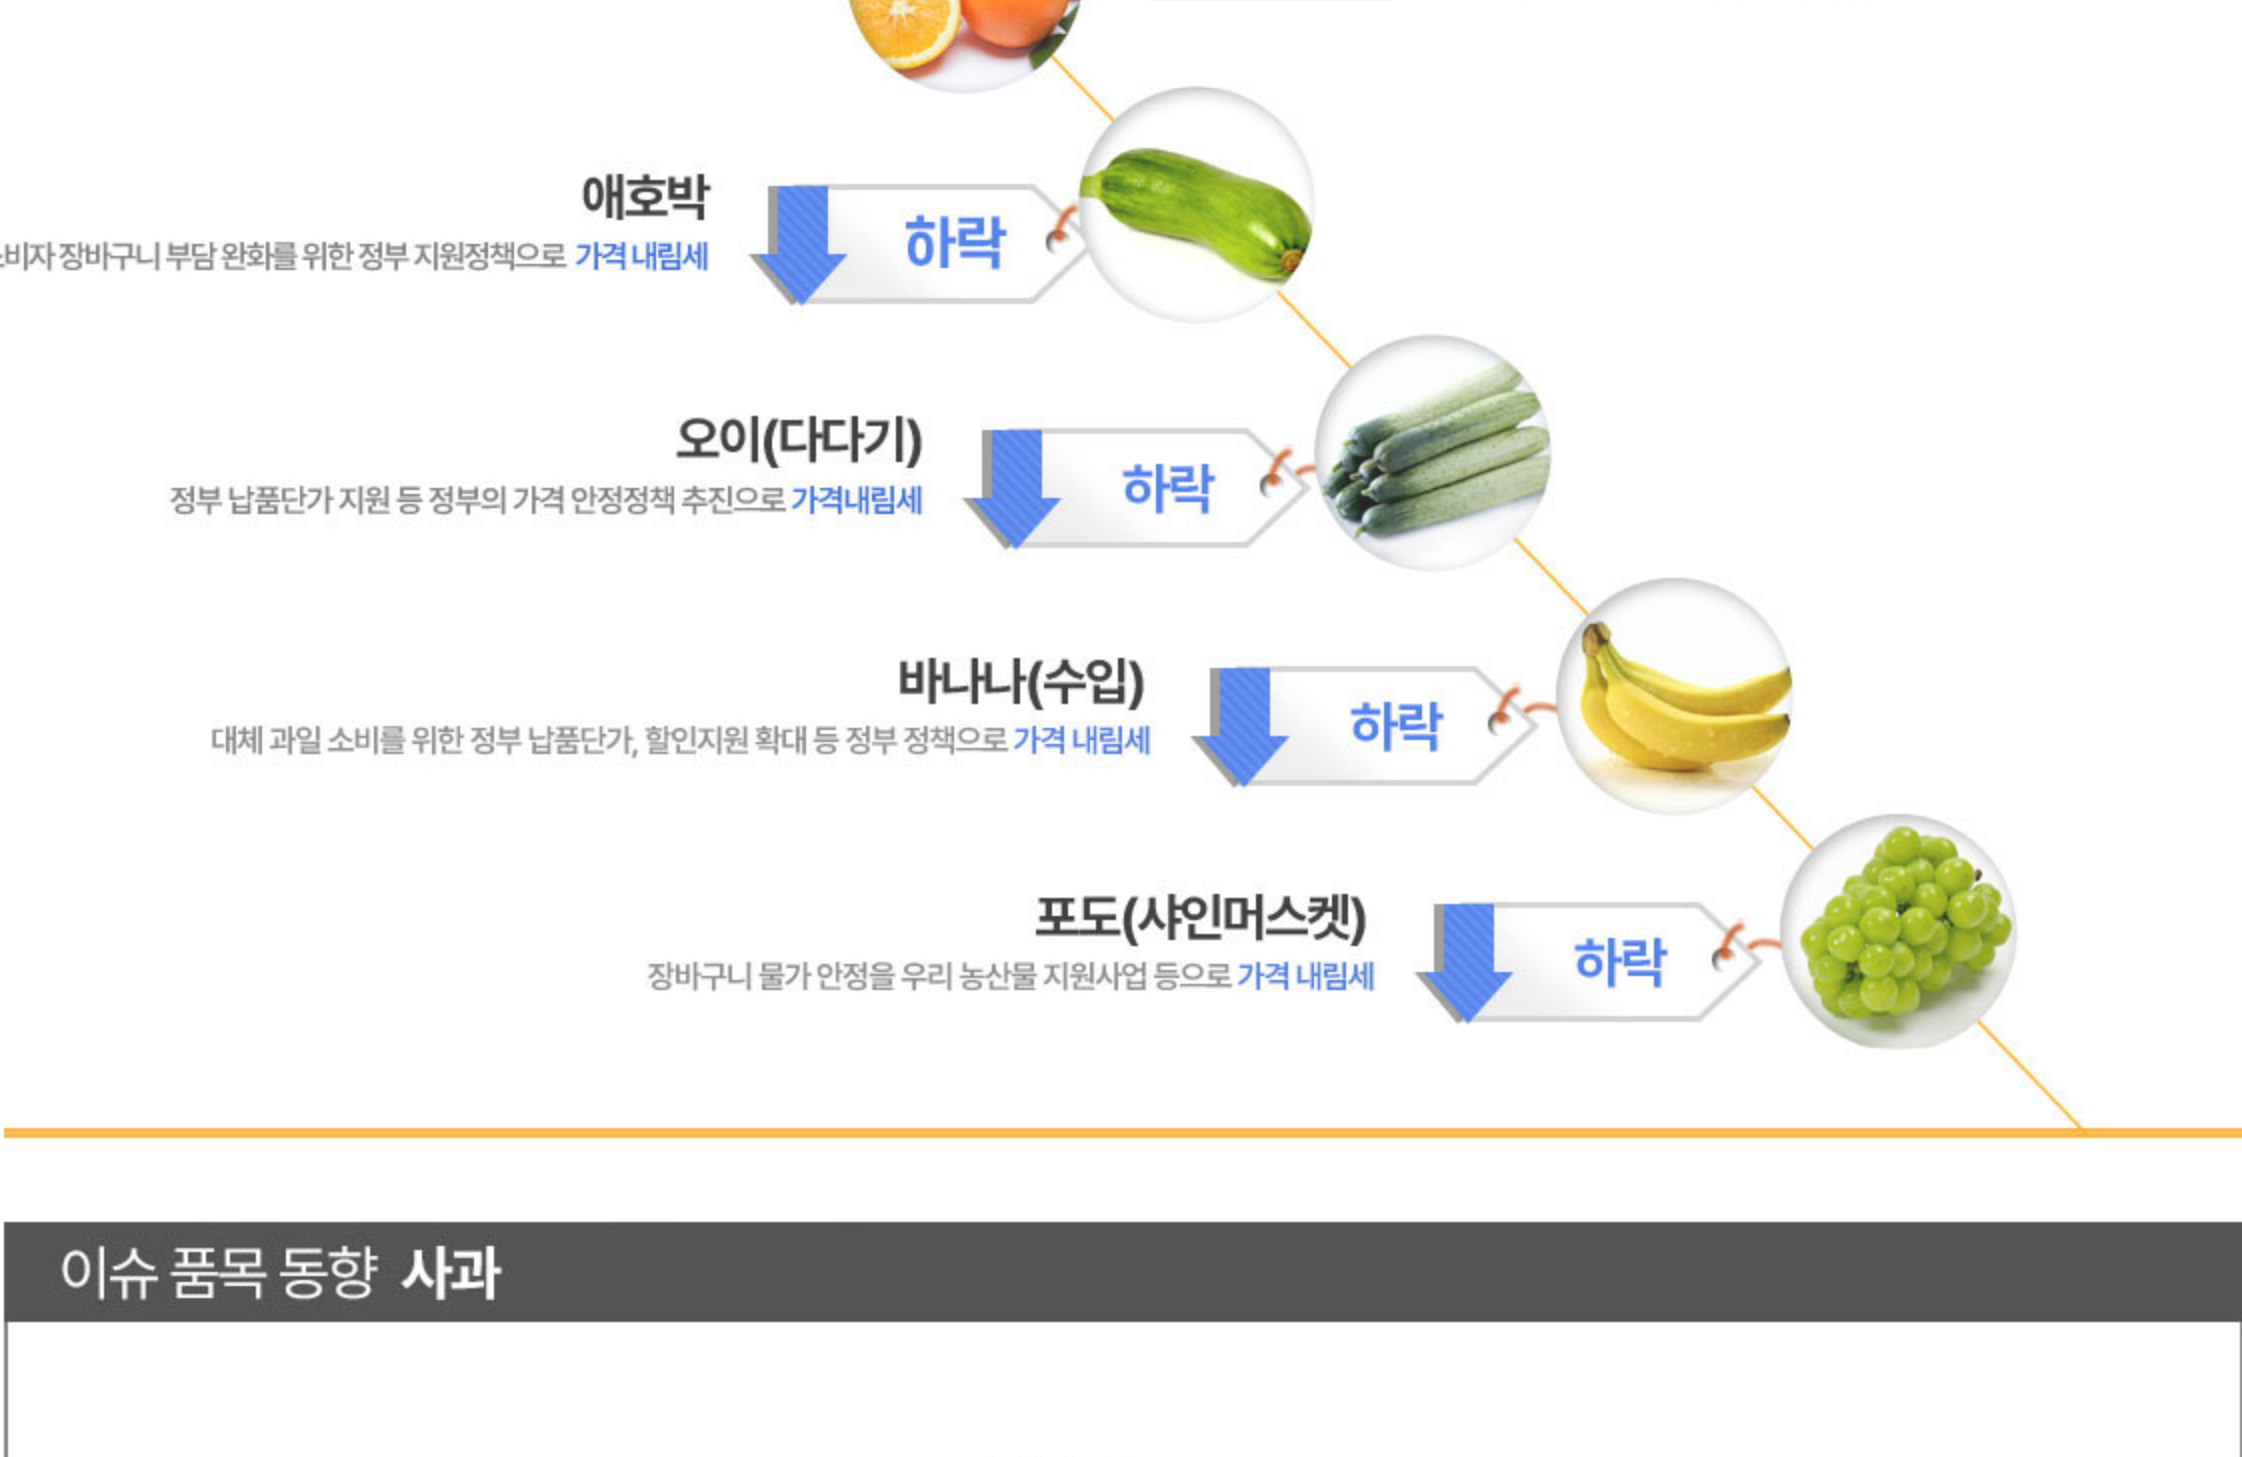 애호박
비자 장바구니 부담 완화를 위한 정부 지원정책으로 가격 내림세
하락
오이(다다기)
정부 납품단가 지원 등 정부의 가격 안정정책 추진으로 가격내림세
하락
바나나(수입)
대체 과일 소비를 위한 정부 납품단가, 할인지원 확대 등 정부 정책으로 가격 내림세
하락
포도(샤인머스켓)
장바구니 물가 안정을 우리 농산물 지원사업 등으로 가격 내림세
하락
이슈 품목 동향 사과